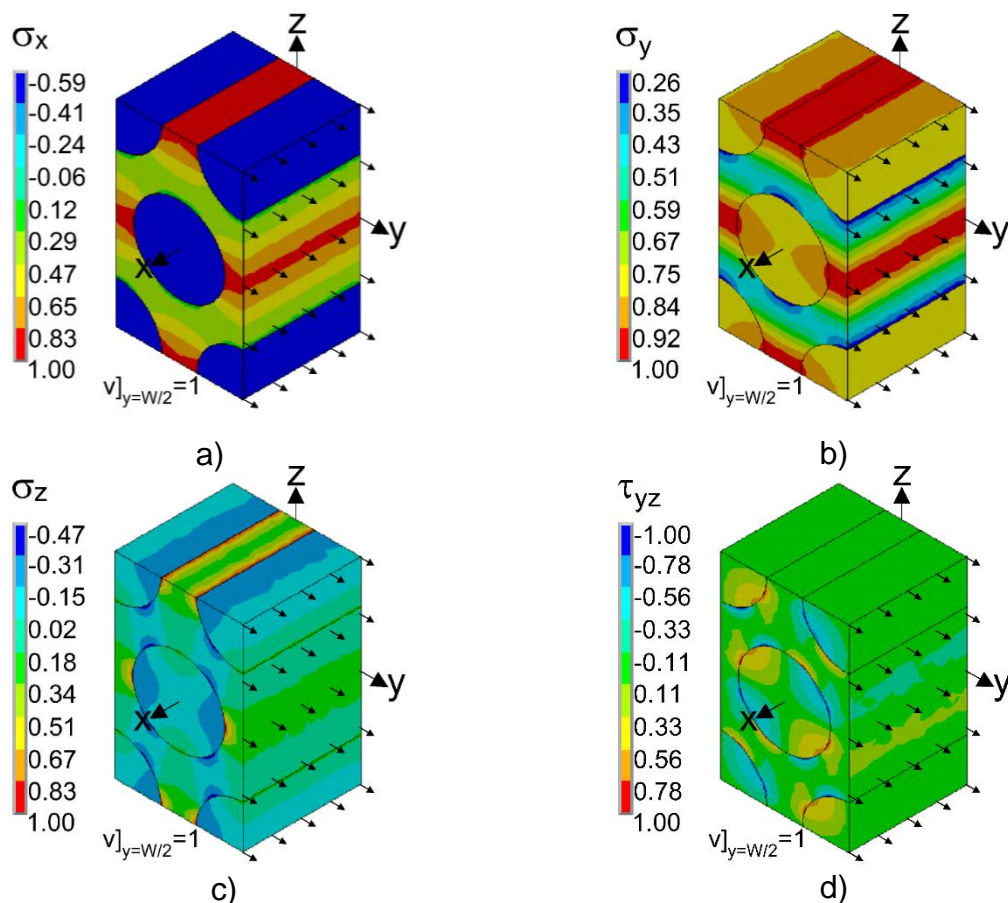 σx
z
-0.59
-0.41
-0.24
-0.06
0.12
0.29
0.47
0.65
0.83
1.00
y
x
v]y=W/2=1
a)
σy
z
0.26
0.35
0.43
0.51
0.59
0.67
0.75
0.84
0.92
1.00
y
x
v]y=W/2=1
b)
σz
z
-0.47
-0.31
-0.15
0.02
0.18
0.34
0.51
0.67
0.83
1.00
y
x
v]y=W/2=1
c)
τyz
z
-1.00
-0.78
-0.56
-0.33
-0.11
0.11
0.33
0.56
0.78
1.00
y
x
v]y=W/2=1
d)